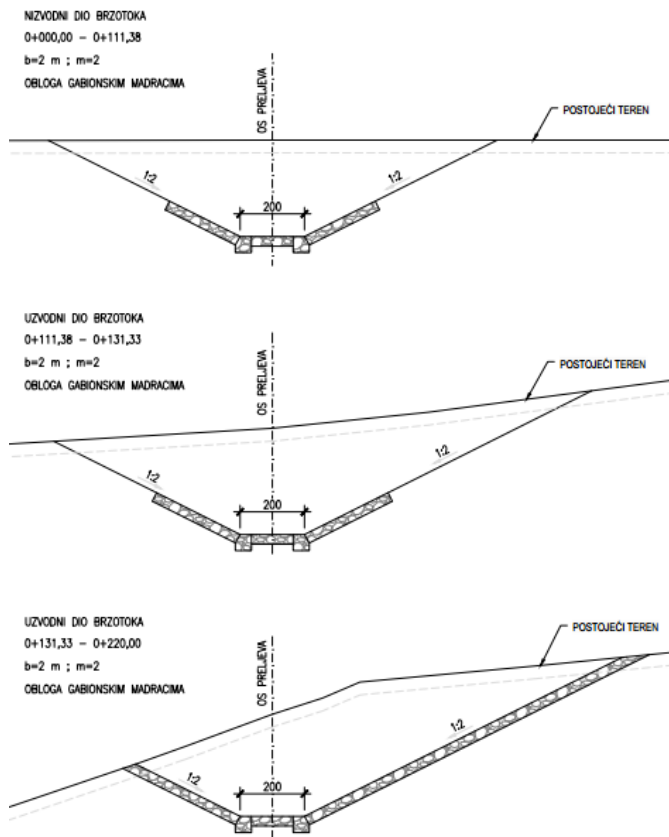 NIZVODNI DIO BRZOTOKA
0+000,00 - 0+111,38
b=2 m ; m=2
OBLOGA GABIONSKIM MADRACIMA
OS PRELJEVA
POSTOJEĆI TEREN
1:2
1:2
200
UZVODNI DIO BRZOTOKA
0+111,38 - 0+131,33
b=2 m ; m=2
OBLOGA GABIONSKIM MADRACIMA
OS PRELJEVA
POSTOJEĆI TEREN
1:2
1:2
200
UZVODNI DIO BRZOTOKA
0+131,33 - 0+220,00
b=2 m ; m=2
OBLOGA GABIONSKIM MADRACIMA
OS PRELJEVA
POSTOJEĆI TEREN
1:2
1:2
200